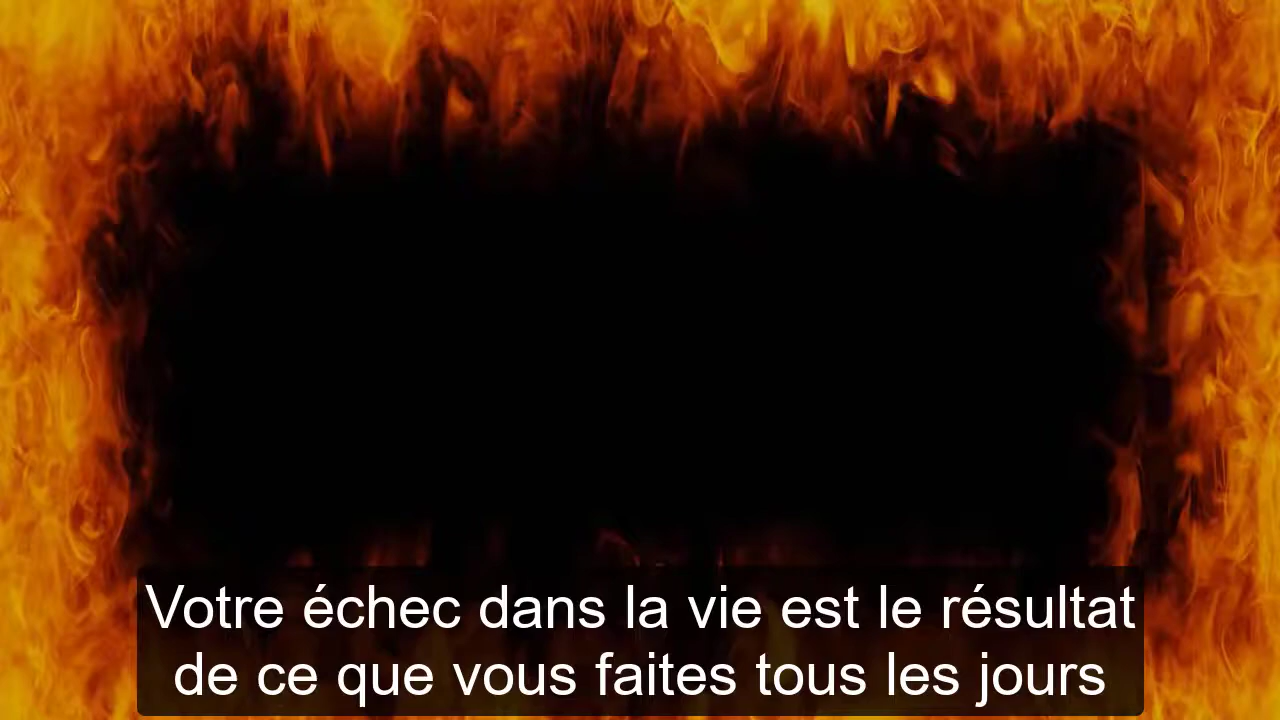 Votre échec dans la vie est le résultat
de ce que vous faites tous les jours